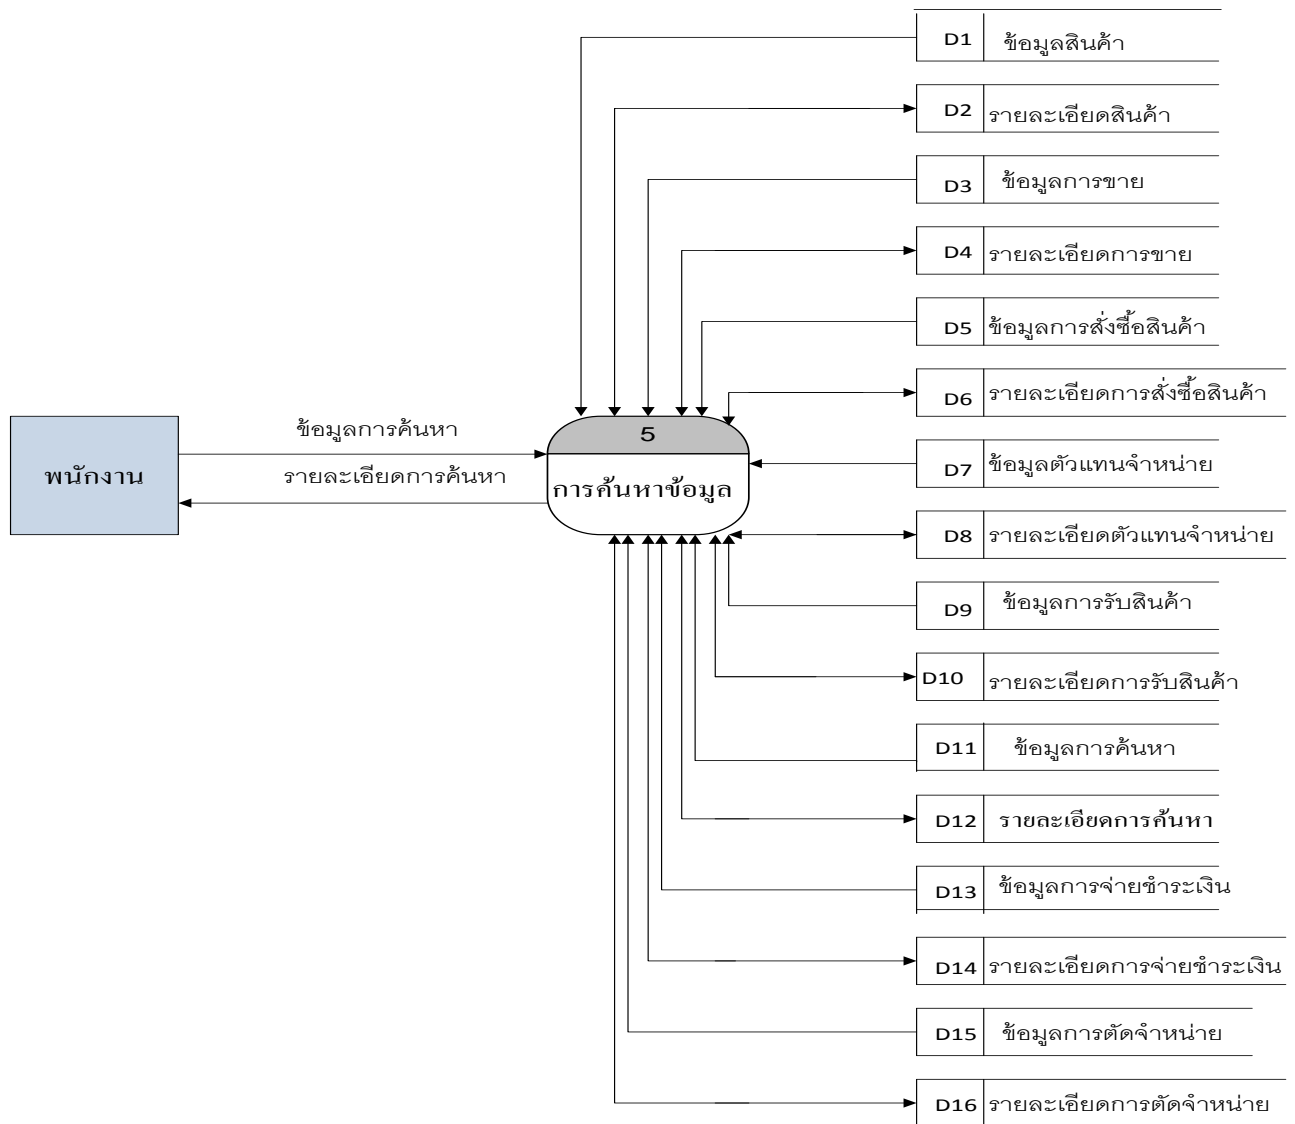 D1 ข้อมูลสินค้า
D2 รายละเอียดสินค้า
D3 ข้อมูลการขาย
D4 รายละเอียดการขาย
D5 ข้อมูลการสั่งซื้อสินค้า
D6 รายละเอียดการสั่งซื้อสินค้า
พนักงาน
ข้อมูลการค้นหา
รายละเอียดการค้นหา
5
การค้นหาข้อมูล
D7 ข้อมูลตัวแทนจำหน่าย
D8 รายละเอียดตัวแทนจำหน่าย
D9 ข้อมูลการรับสินค้า
D10 รายละเอียดการรับสินค้า
D11 ข้อมูลการค้นหา
D12 รายละเอียดการค้นหา
D13 ข้อมูลการจ่ายชำระเงิน
D14 รายละเอียดการจ่ายชำระเงิน
D15 ข้อมูลการตัดจำหน่าย
D16 รายละเอียดการตัดจำหน่าย